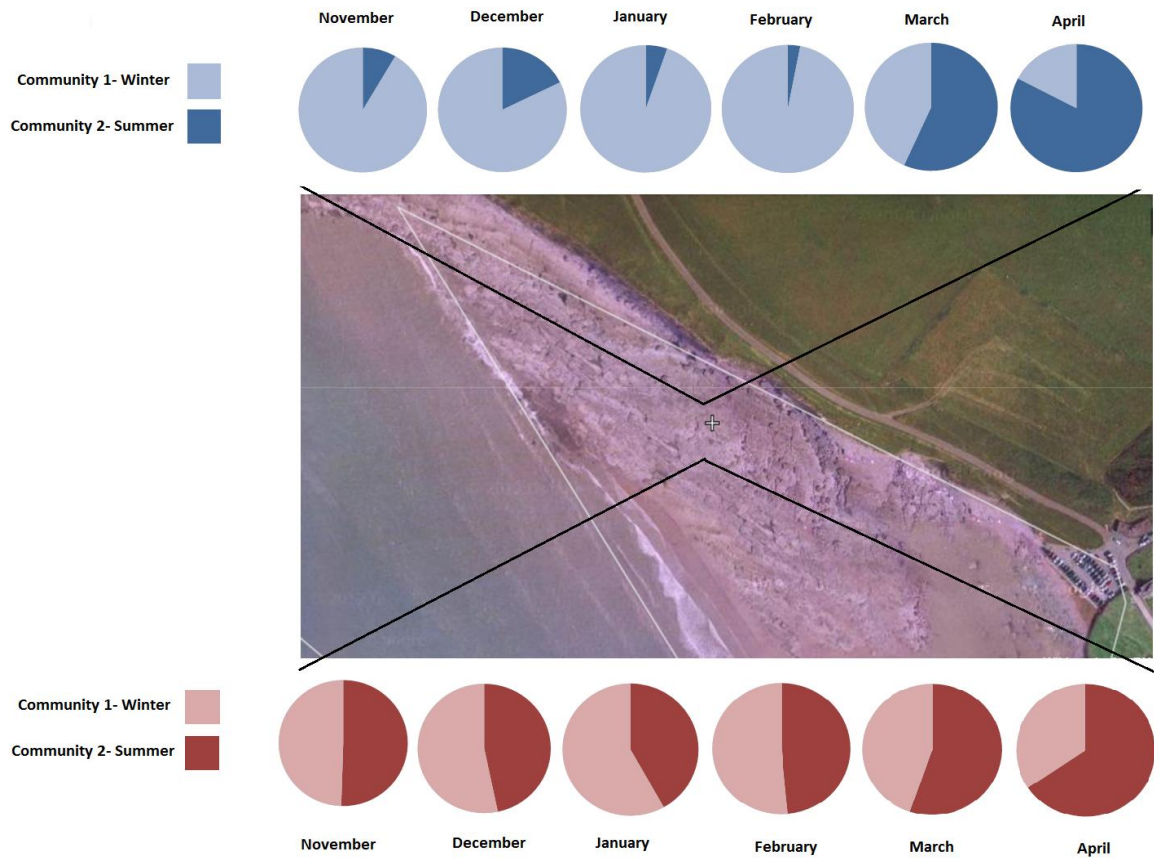 November
December
January
February
March
April
Community 1- Winter
Community 2- Summer
Community 1- Winter
Community 2- Summer
November
December
January
February
March
April